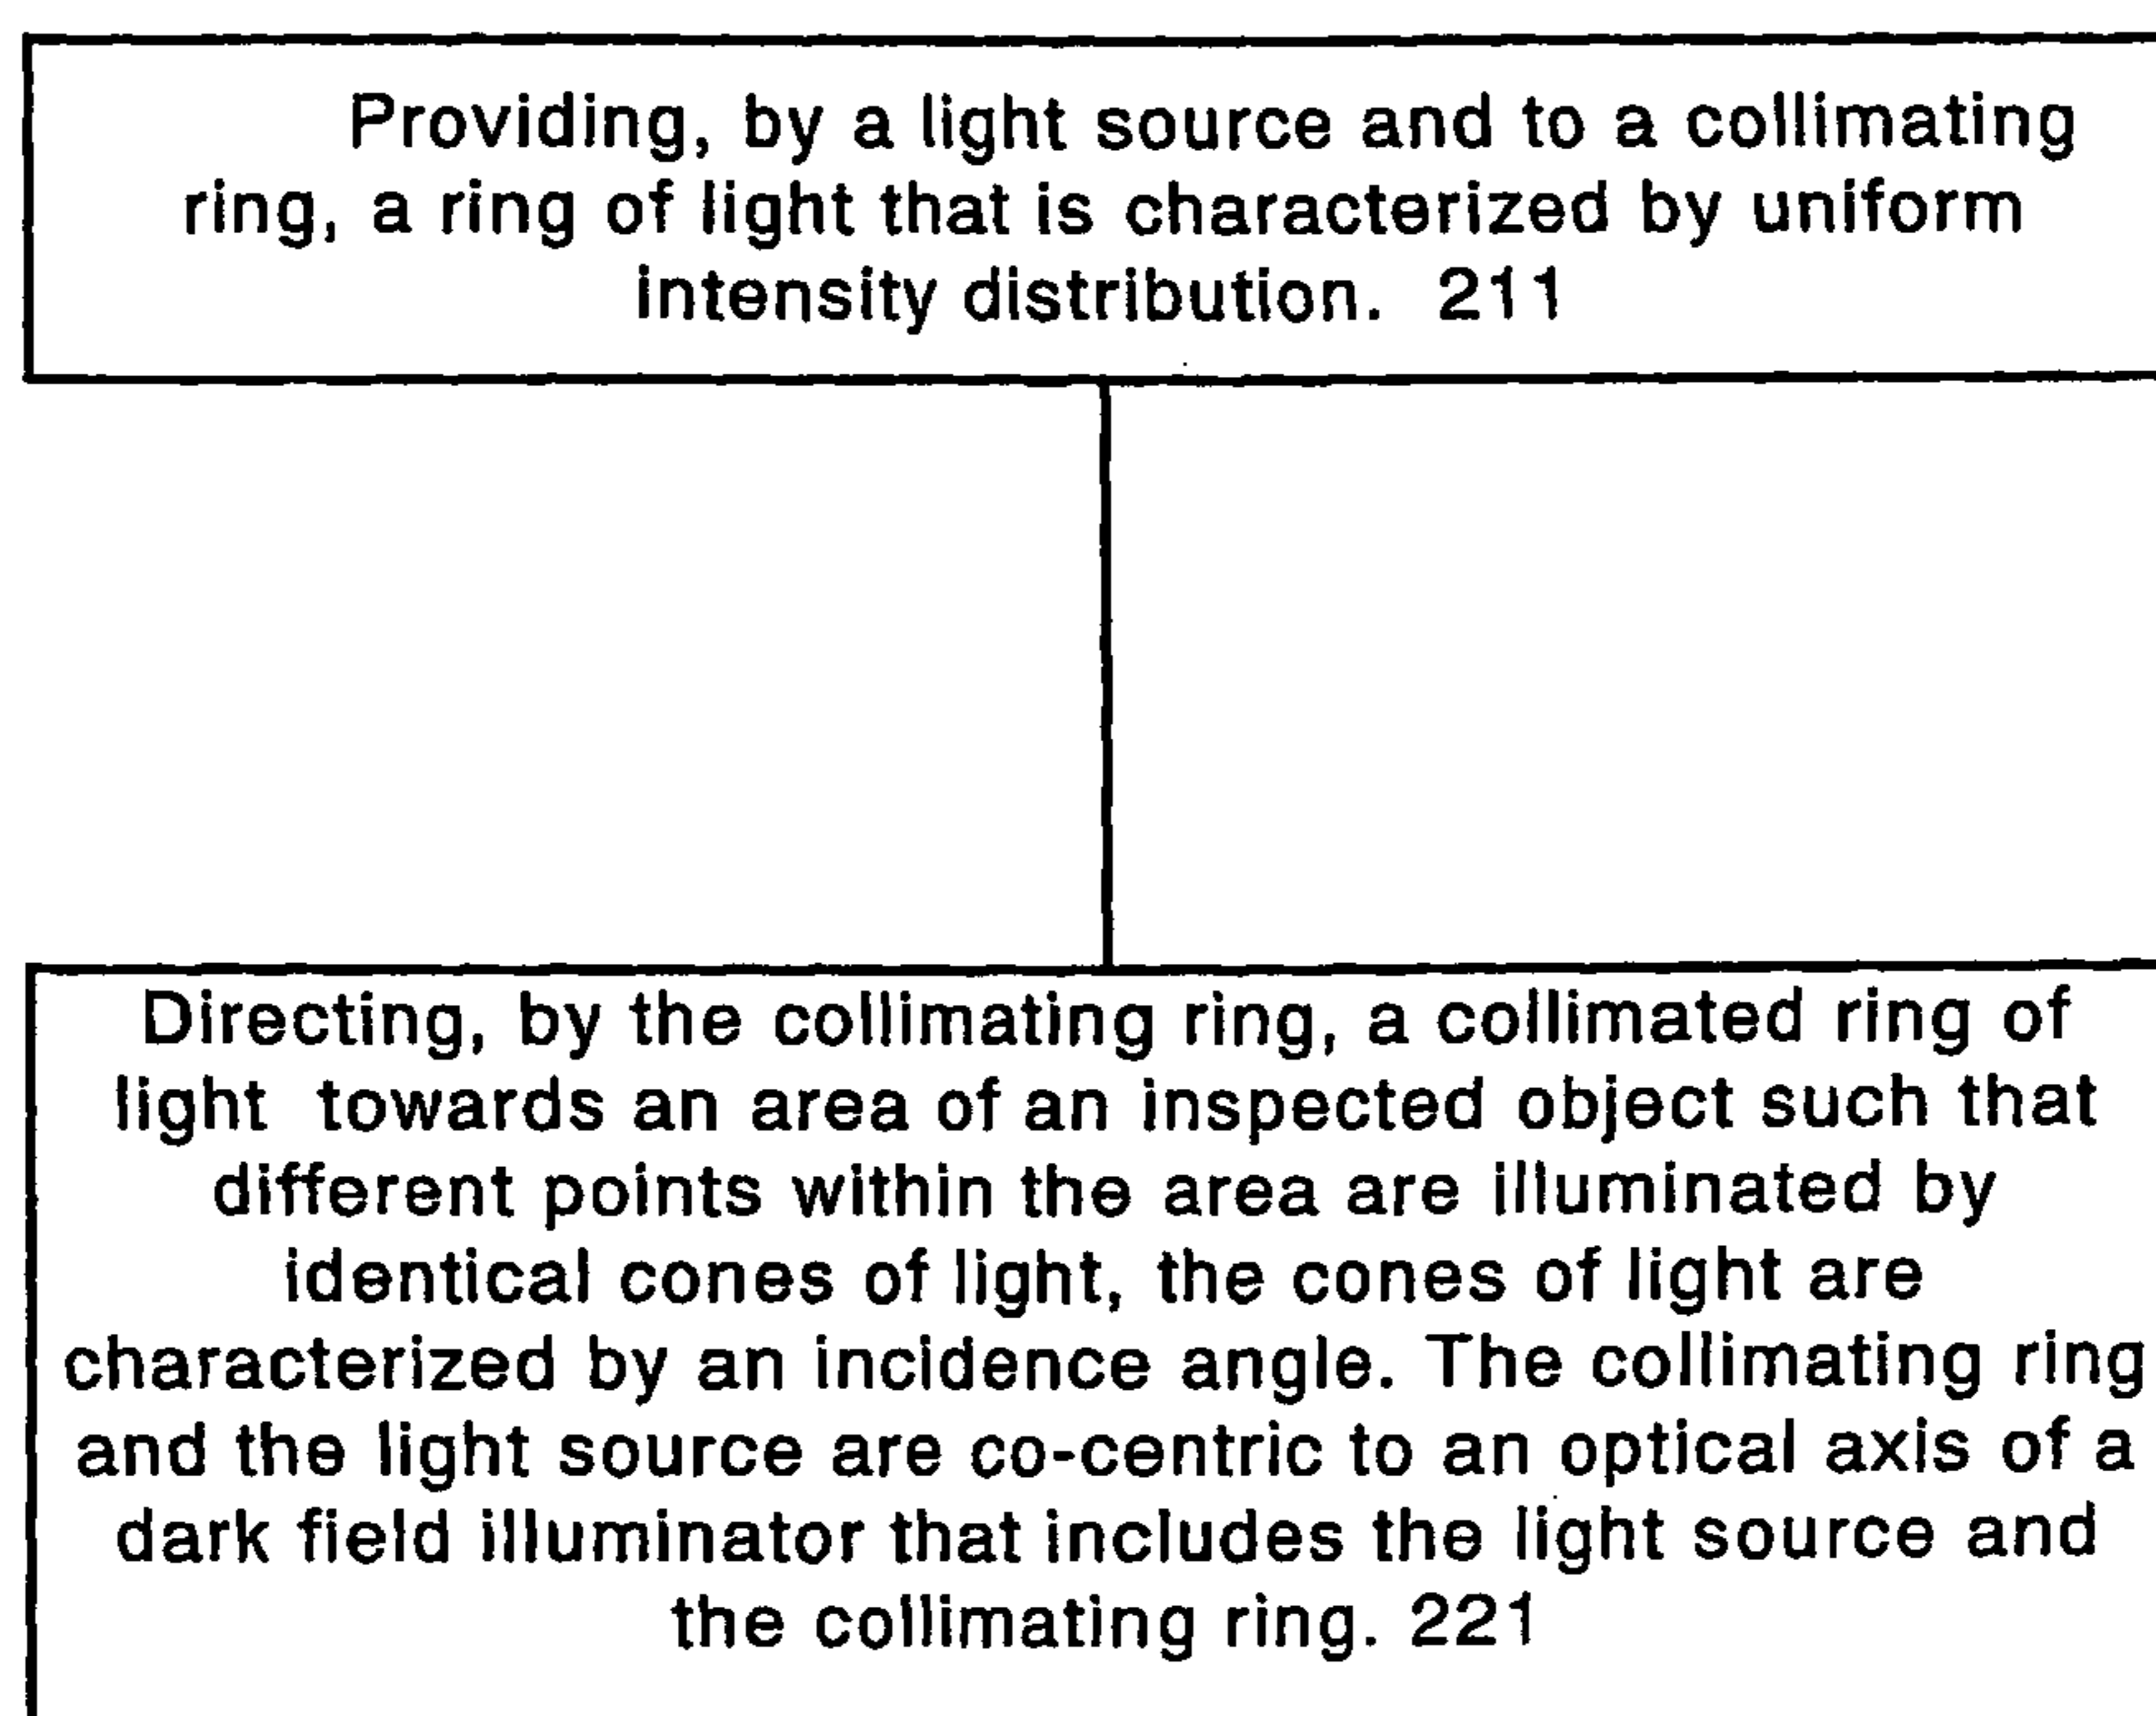 Providing, by a light source and to a collimating
ring, a ring of light that is characterized by uniform
intensity distribution. 211
Directing, by the collimating ring, a collimated ring of
light towards an area of an inspected object such that
different points within the area are illuminated by
identical cones of light, the cones of light are
characterized by an incidence angle. The collimating ring
and the light source are co-centric to an optical axis of a
dark field illuminator that includes the light source and
the collimating ring. 221